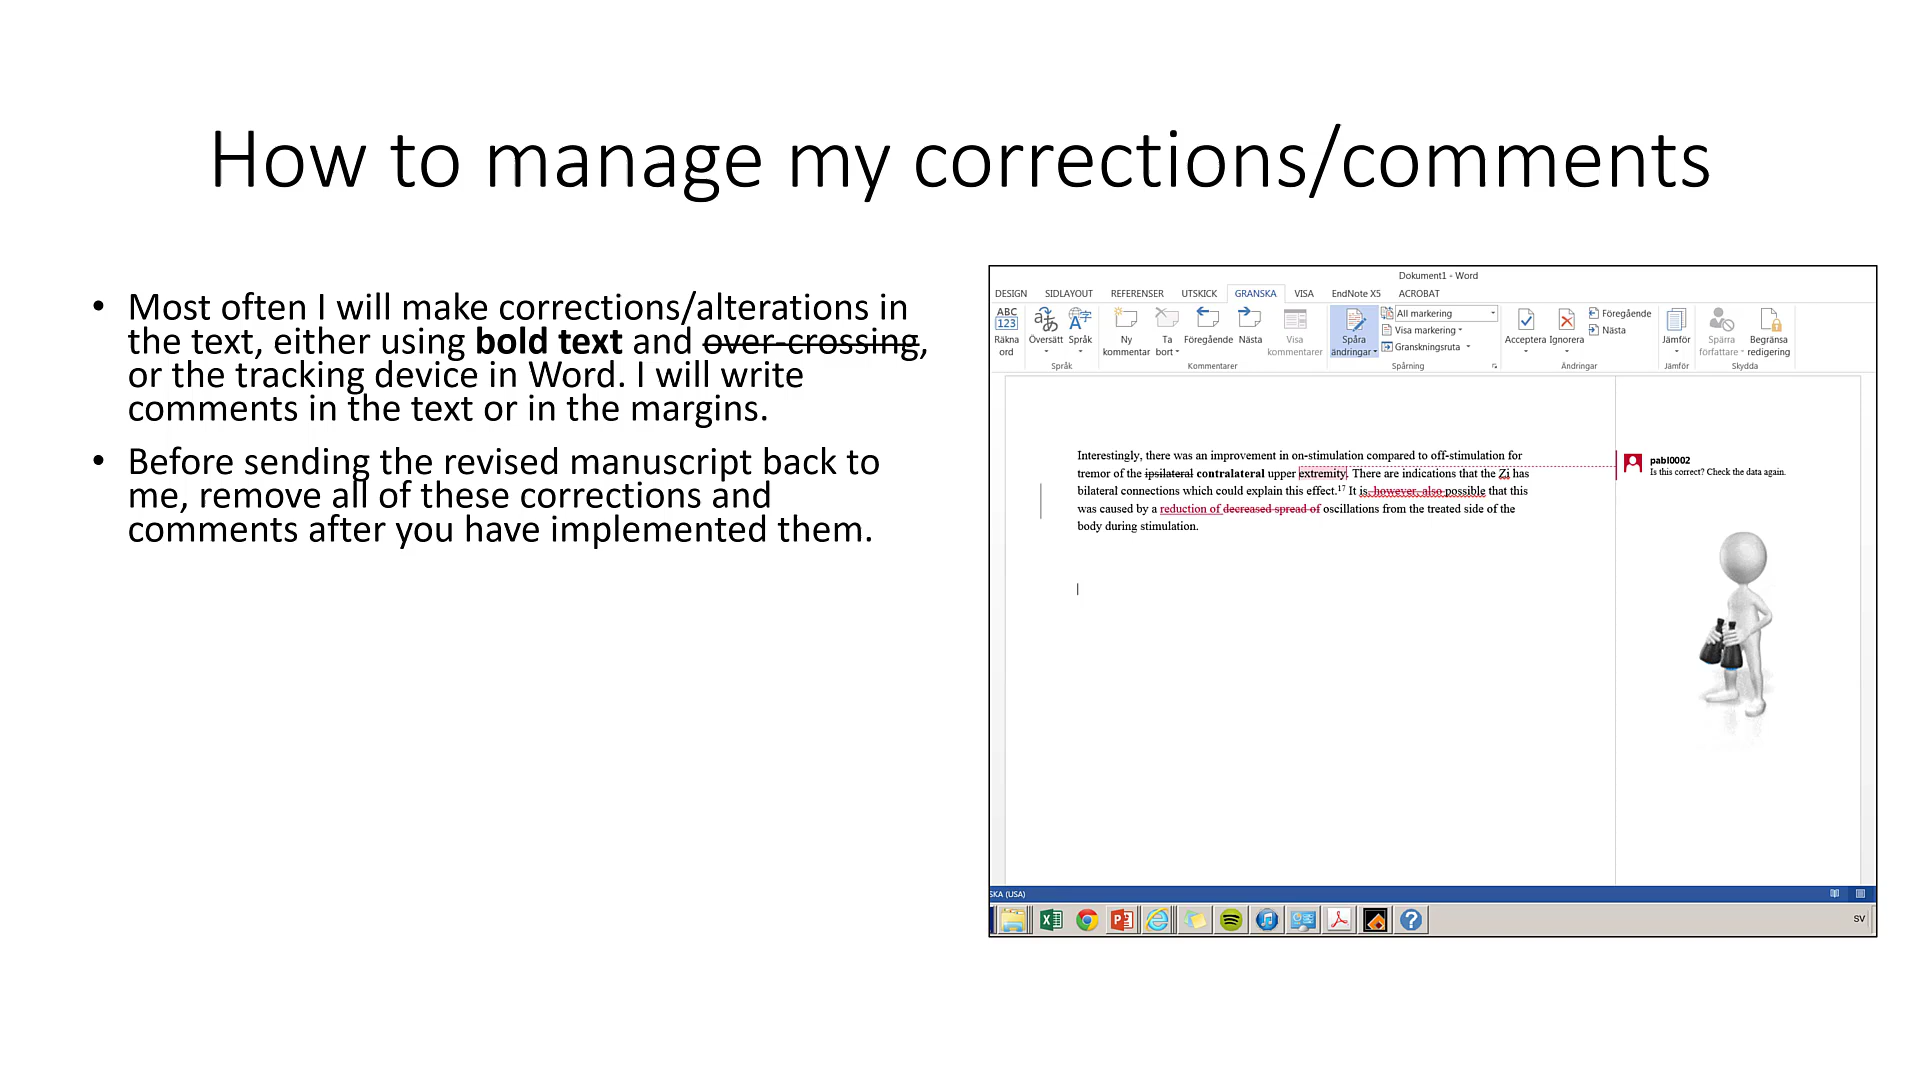 How to manage my corrections/comments
• Most often I will make corrections/alterations in
the text, either using bold text and over-crossing,
or the tracking device in Word. I will write
comments in the text or in the margins.
• Before sending the revised manuscript back to
me, remove all of these corrections and
comments after you have implemented them.
Dokument1 - Word
DESIGN SIDLAYOUT REFERENSER UTSKICK GRANSKA VISA EndNote X5 ACROBAT
ABC
123
Räkna
ord
Översätt Språk
Språk
Ny
kommentar
Ta
bort
Föregående Nästa
Visa
kommentarer
Kommentarer
Spåra
ändringar
All markering
Visa markering
Granskningsruta
Spårning
Acceptera Ignorera
Föregående
Nästa
Ändringar
Jämför
Jämför
Spärra
författare
Begränsa
redigering
Skydda
Interestingly, there was an improvement in on-stimulation compared to off-stimulation for
tremor of the ipsilateral contralateral upper extremity. There are indications that the Zi has
bilateral connections which could explain this effect.17 It is, however, also possible that this
was caused by a reduction of decreased spread of oscillations from the treated side of the
body during stimulation.
pabl0002
Is this correct? Check the data again.
SKA (USA)
SV